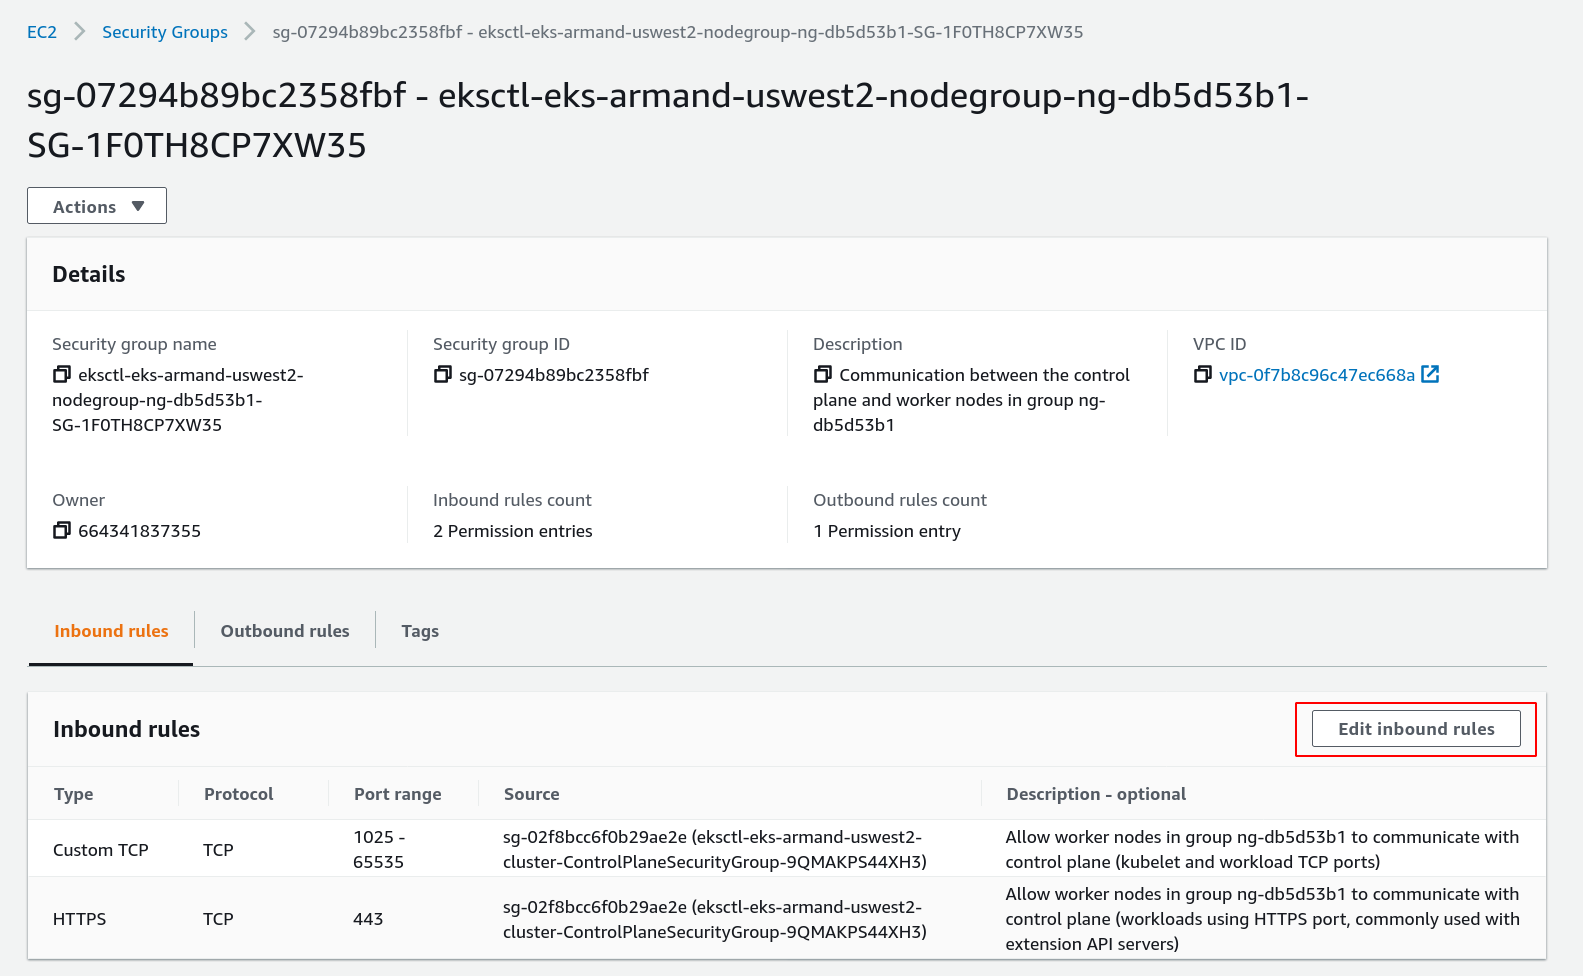 EC2 > Security Groups > sg-07294b89bc2358fbf - eksctl-eks-armand-uswest2-nodegroup-ng-db5d53b1-SG-1F0TH8CP7XW35
sg-07294b89bc2358fbf - eksctl-eks-armand-uswest2-nodegroup-ng-db5d53b1-
SG-1F0TH8CP7XW35
Actions
Details
Security group name
eksctl-eks-armand-uswest2-
nodegroup-ng-db5d53b1-
SG-1F0TH8CP7XW35
Security group ID
sg-07294b89bc2358fbf
Description
Communication between the control
plane and worker nodes in group ng-
db5d53b1
VPC ID
vpc-0f7b8c96c47ec668a
Owner
664341837355
Inbound rules count
2 Permission entries
Outbound rules count
1 Permission entry
Inbound rules
Outbound rules
Tags
Inbound rules
Edit inbound rules
Type
Protocol
Port range
Source
Description - optional
Custom TCP
TCP
1025 -
65535
sg-02f8bcc6f0b29ae2e (eksctl-eks-armand-uswest2-
cluster-ControlPlaneSecurityGroup-9QMAKPS44XH3)
Allow worker nodes in group ng-db5d53b1 to communicate with
control plane (kubelet and workload TCP ports)
HTTPS
TCP
443
sg-02f8bcc6f0b29ae2e (eksctl-eks-armand-uswest2-
cluster-ControlPlaneSecurityGroup-9QMAKPS44XH3)
Allow worker nodes in group ng-db5d53b1 to communicate with
control plane (workloads using HTTPS port, commonly used with
extension API servers)